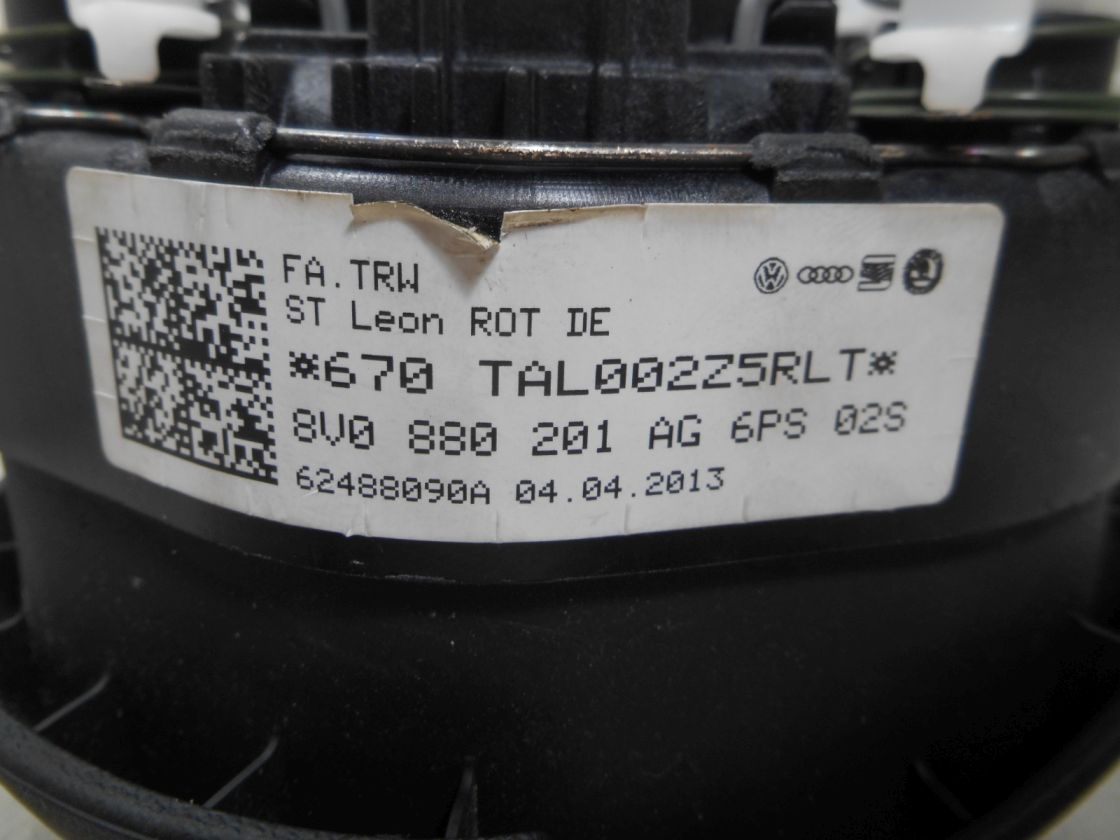 FA.TRW
ST Leon ROT DE
*670 TAL002Z5RLT*
8V0 880 201 AG 6PS 02S
62488090A 04.04.2013